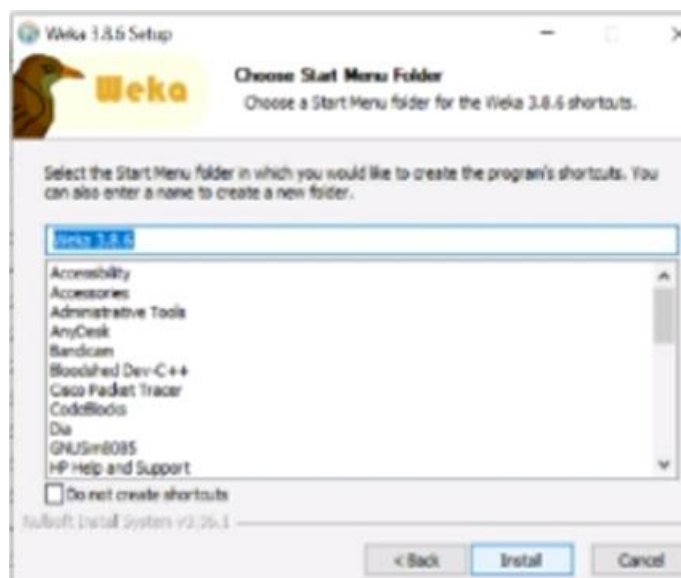 Weka 3.8.6 Setup
Weka
Choose Start Menu Folder
Choose a Start Menu folder for the Weka 3.8.6 shortcuts.
Select the Start Menu folder in which you would like to create the program's shortcuts. You
can also enter a name to create a new folder.
Weka 3.8.6
Accessibility
Accessories
Administrative Tools
AnyDesk
Bandicam
Bloodshed Dev-C++
Cisco Packet Tracer
CodeBlocks
Dia
GNUSim8085
HP Help and Support
Do not create shortcuts
Nullsoft Install System
< Back
Install
Cancel